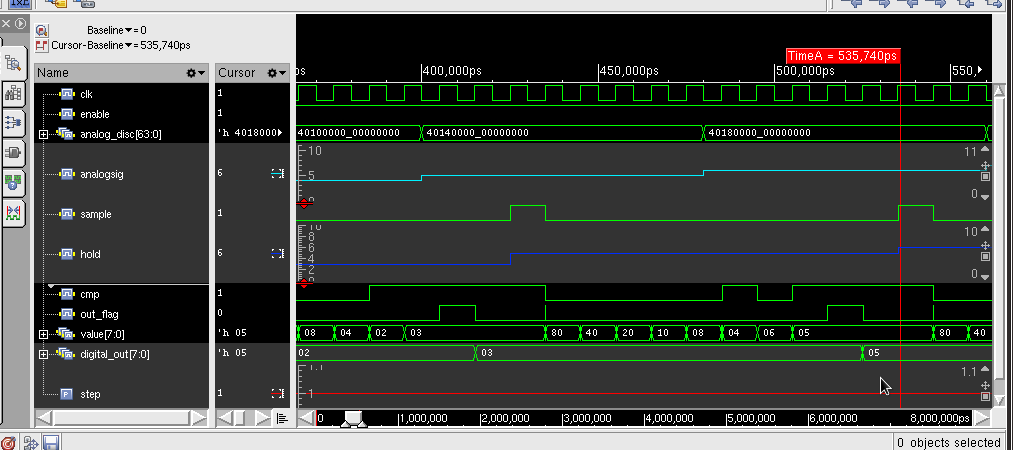 Baseline▼= 0
Cursor-Baseline▼= 535,740ps
TimeA = 535,740ps
Name
Cursor
ps
400,000ps
450,000ps
500,000ps
550,
clk
1
enable
1
analog_disc[63:0]
'h 4018000
40100000_00000000
40140000_00000000
40180000_00000000
10
11
analogsig
6
5
0
sample
1
10
10
8
6
hold
6
4
2
0
0
cmp
1
out_flag
0
value[7:0]
'h 05
08
04
02
03
80
40
20
10
08
04
06
05
80
40
digital_out[7:0]
'h 05
02
03
05
1.1
1.1
step
1
1
0
1,000,000
2,000,000
3,000,000
4,000,000
5,000,000
6,000,000
8,000,000ps
0 objects selected